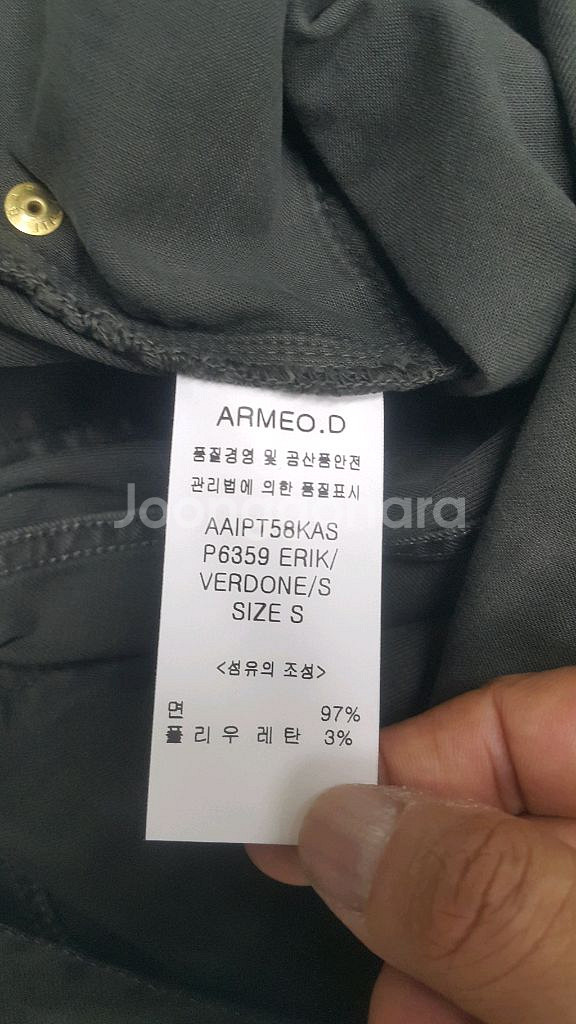 ARMEO.D
품질경영 및 공산품안전
관리법에 의한 품질표시
AAIPT58KAS
P6359 ERIK/
VERDONE/S
SIZE S
<섬유의 조성>
면 97%
폴리우레탄 3%